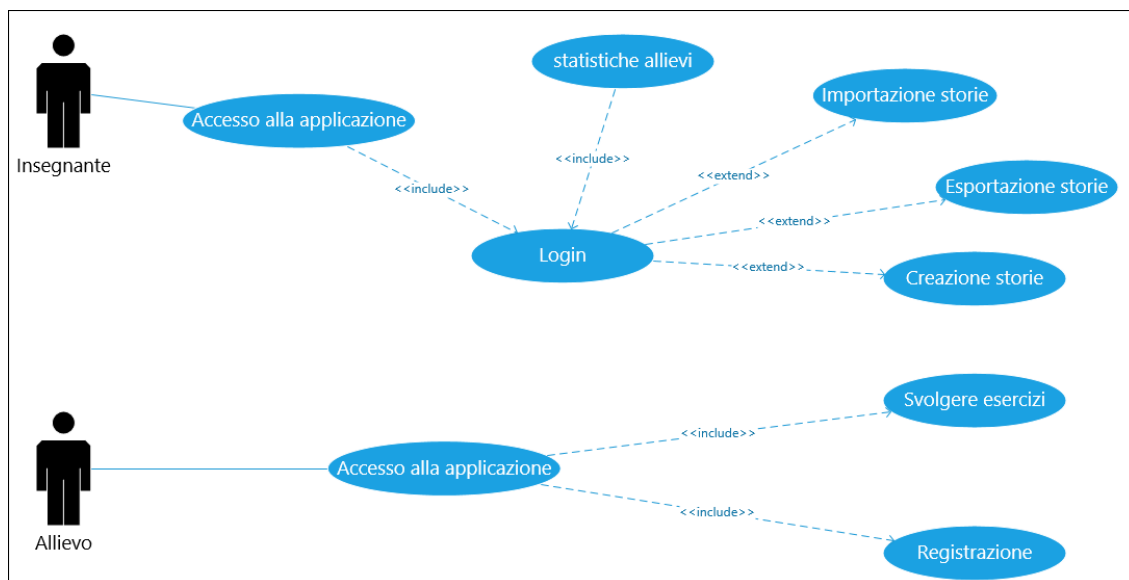 statistiche allievi
Importazione storie
Accesso alla applicazione
Insegnante
<<include>>
<<include>>
<<extend>>
Esportazione storie
<<extend>>
Login
<<extend>>
Creazione storie
Svolgere esercizi
<<include>>
Accesso alla applicazione
<<include>>
Allievo
Registrazione